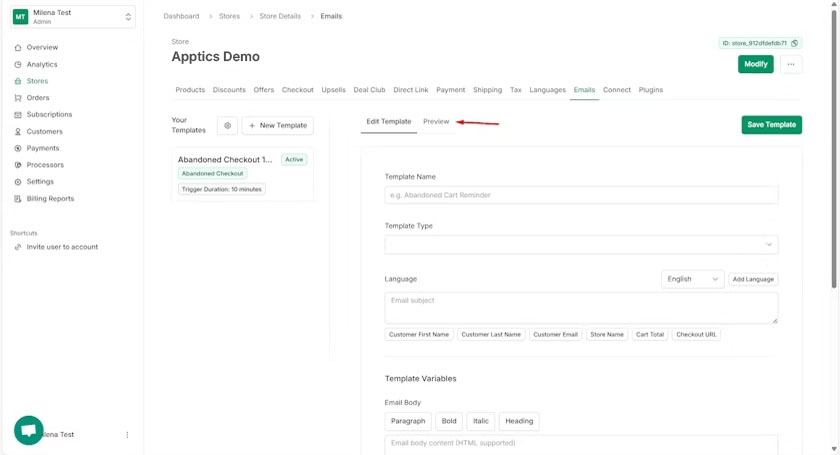 MT
Milena Test
Admin
Overview
Analytics
Stores
Orders
Subscriptions
Customers
Payments
Processors
Settings
Billing Reports
Shortcuts
Invite user to account
lena Test
Dashboard > Stores > Store Details > Emails
Store
Apptics Demo
ID: store_912dfdefdb71
Modify
...
Products Discounts Offers Checkout Upsells Deal Club Direct Link Payment Shipping Tax Languages Emails Connect Plugins
Your
Templates
+ New Template
Abandoned Checkout 1...
Active
Abandoned Checkout
Trigger Duration: 10 minutes
Edit Template Preview
Save Template
Template Name
e.g. Abandoned Cart Reminder
Template Type
Language
English
Add Language
Email subject
Customer First Name Customer Last Name Customer Email Store Name Cart Total Checkout URL
Template Variables
Email Body
Paragraph Bold Italic Heading
Email body content (HTML supported)